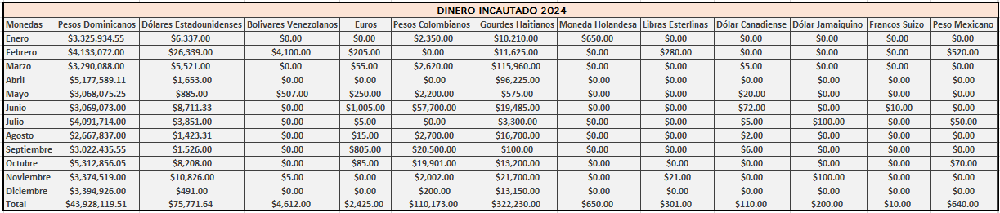 DINERO INCAUTADO 2024
Monedas Pesos Dominicanos Dólares Estadounidenses Bolivares Venezolanos Euros Pesos Colombianos Gourdes Haitianos Moneda Holandesa Libras Esterlinas Dólar Canadiense Dólar Jamaiquino Francos Suizo Peso Mexicano
Enero $3,325,934.55 $6,337.00 $0.00 $0.00 $2,350.00 $10,210.00 $650.00 $0.00 $0.00 $0.00 $0.00 $0.00
Febrero $4,133,072.00 $26,339.00 $4,100.00 $205.00 $0.00 $11,625.00 $0.00 $280.00 $0.00 $0.00 $0.00 $520.00
Marzo $3,290,088.00 $5,521.00 $0.00 $55.00 $2,620.00 $115,960.00 $0.00 $0.00 $5.00 $0.00 $0.00 $0.00
Abril $5,177,589.11 $1,653.00 $0.00 $0.00 $0.00 $96,225.00 $0.00 $0.00 $0.00 $0.00 $0.00 $0.00
Mayo $3,068,075.25 $885.00 $507.00 $250.00 $2,200.00 $575.00 $0.00 $0.00 $20.00 $0.00 $0.00 $0.00
Junio $3,069,073.00 $8,711.33 $0.00 $1,005.00 $57,700.00 $19,485.00 $0.00 $0.00 $72.00 $0.00 $10.00 $0.00
Julio $4,091,714.00 $3,851.00 $0.00 $5.00 $0.00 $3,300.00 $0.00 $0.00 $5.00 $100.00 $0.00 $50.00
Agosto $2,667,837.00 $1,423.31 $0.00 $15.00 $2,700.00 $16,700.00 $0.00 $0.00 $2.00 $0.00 $0.00 $0.00
Septiembre $3,022,435.55 $1,526.00 $0.00 $805.00 $20,500.00 $100.00 $0.00 $0.00 $6.00 $0.00 $0.00 $0.00
Octubre $5,312,856.05 $8,208.00 $0.00 $85.00 $19,901.00 $13,200.00 $0.00 $0.00 $0.00 $0.00 $0.00 $70.00
Noviembre $3,374,519.00 $10,826.00 $5.00 $0.00 $2,002.00 $21,700.00 $0.00 $21.00 $0.00 $100.00 $0.00 $0.00
Diciembre $3,394,926.00 $491.00 $0.00 $0.00 $200.00 $13,150.00 $0.00 $0.00 $0.00 $0.00 $0.00 $0.00
Total $43,928,119.51 $75,771.64 $4,612.00 $2,425.00 $110,173.00 $322,230.00 $650.00 $301.00 $110.00 $200.00 $10.00 $640.00